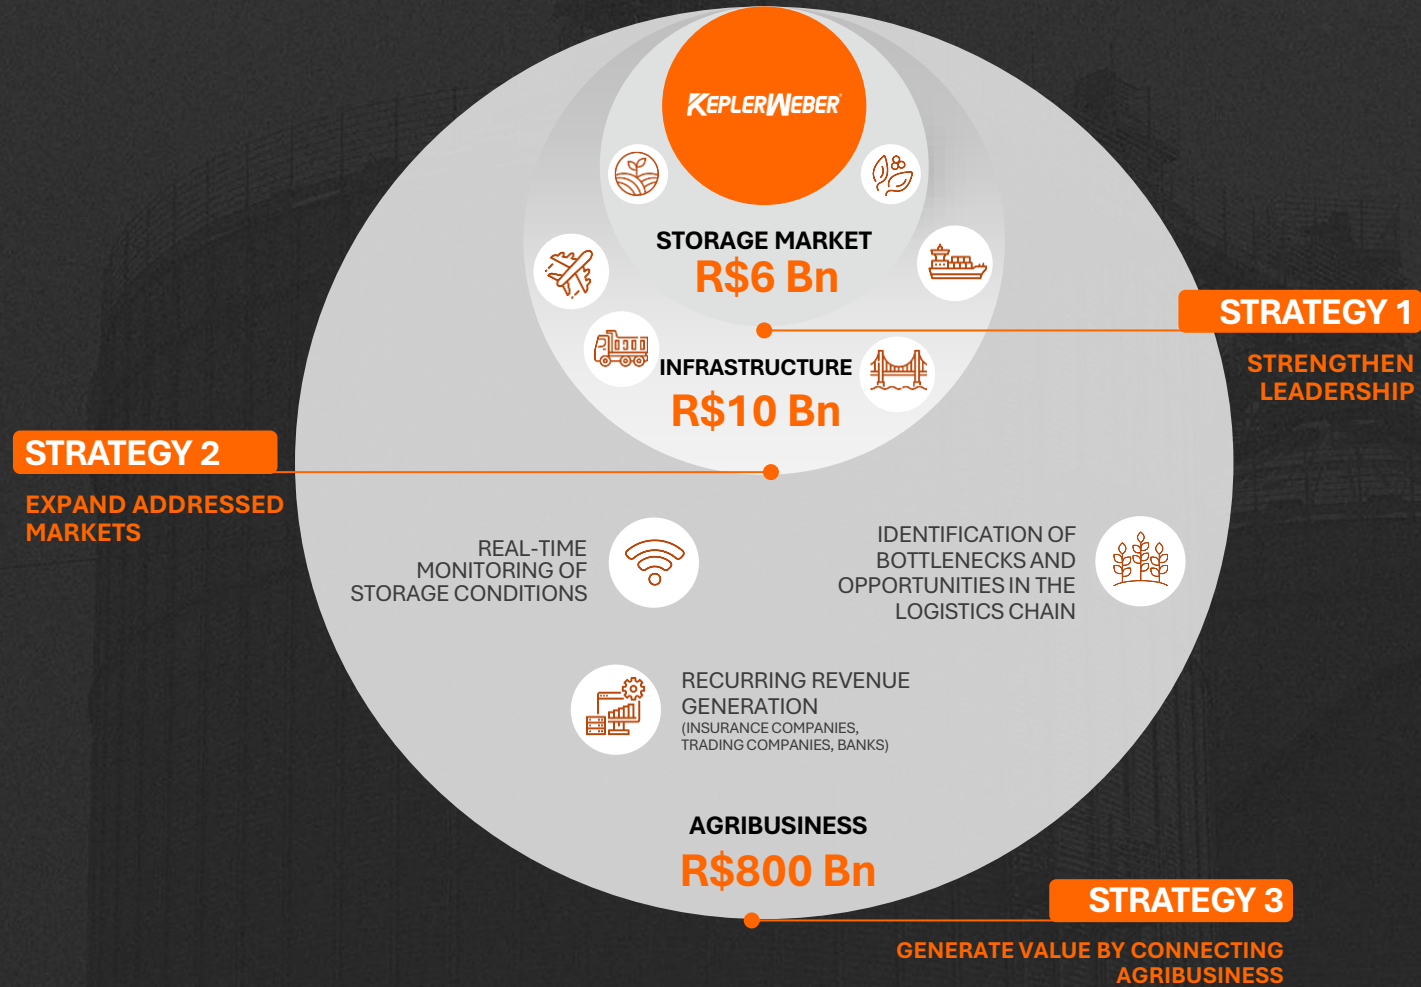 KEPLERWEBER
STORAGE MARKET
R$6 Bn
INFRASTRUCTURE
R$10 Bn
STRATEGY 1
STRENGTHEN
LEADERSHIP
STRATEGY 2
EXPAND ADDRESSED
MARKETS
REAL-TIME
MONITORING OF
STORAGE CONDITIONS
IDENTIFICATION OF
BOTTLENECKS AND
OPPORTUNITIES IN THE
LOGISTICS CHAIN
RECURRING REVENUE
GENERATION
(INSURANCE COMPANIES,
TRADING COMPANIES, BANKS)
AGRIBUSINESS
R$800 Bn
STRATEGY 3
GENERATE VALUE BY CONNECTING
AGRIBUSINESS